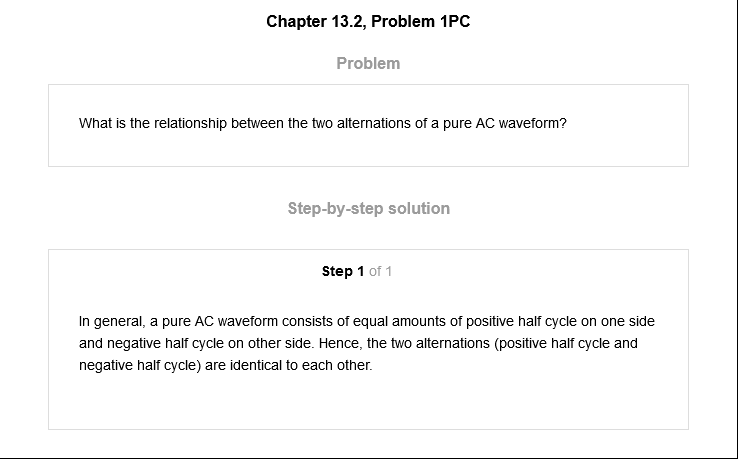 Chapter 13.2, Problem 1PC
Problem
What is the relationship between the two alternations of a pure AC waveform?
Step-by-step solution
Step 1 of 1
In general, a pure AC waveform consists of equal amounts of positive half cycle on one side
and negative half cycle on other side. Hence, the two alternations (positive half cycle and
negative half cycle) are identical to each other.